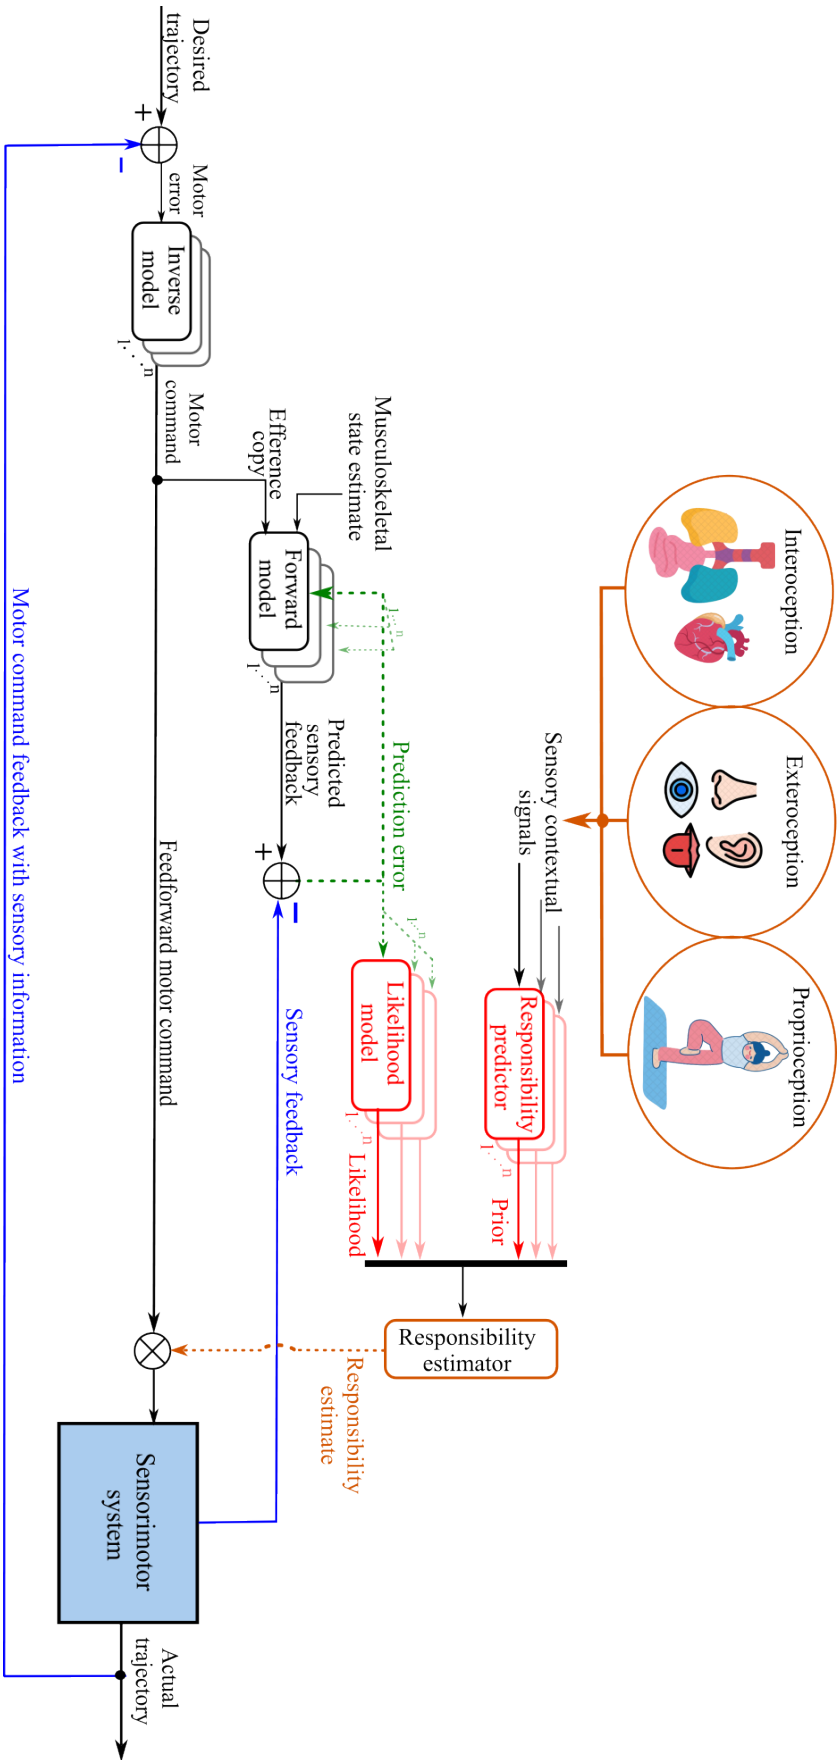 Interoception
Exteroception
Proprioception
Sensory contextual
signals
Responsibility
predictor
1...n
Prior
Musculoskeletal
state estimate
Efference
copy
Forward
model
1...n
1...n
Prediction error
Predicted
sensory
feedback
+
−
1...n
Likelihood
model
1...n
Likelihood
Responsibility
estimator
Responsibility
estimate
Sensory feedback
Desired
trajectory
+
−
Motor
error
Inverse
model
1...n
Motor
command
Feedforward motor command
Sensorimotor
system
Actual
trajectory
Motor command feedback with sensory information